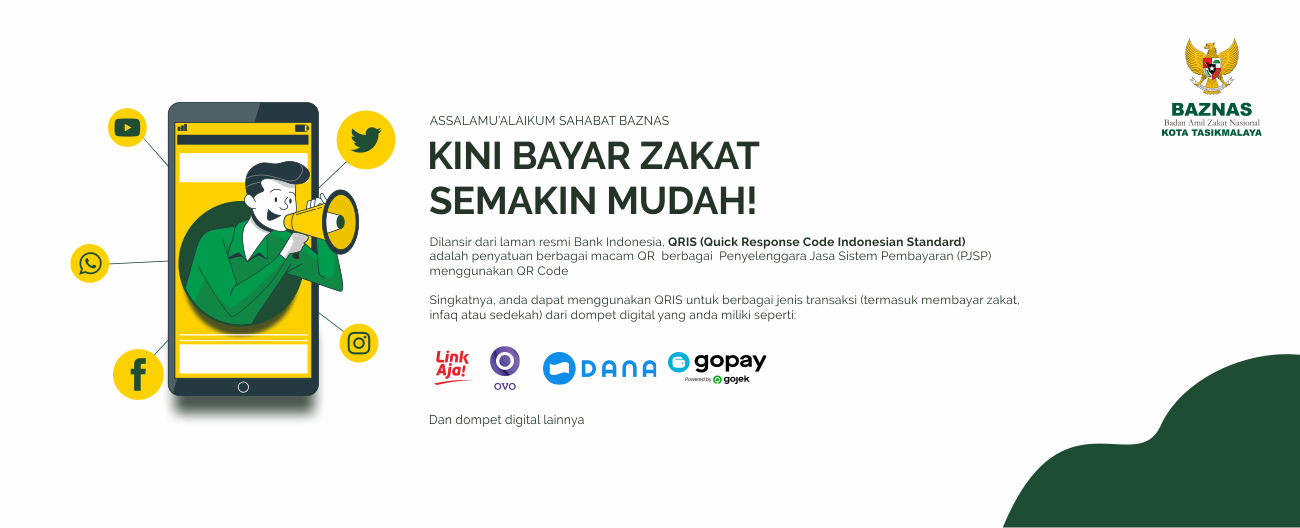 BAZNAS
Badan Amil Zakat Nasional
KOTA TASIKMALAYA
ASSALAMU'ALAIKUM SAHABAT BAZNAS
KINI BAYAR ZAKAT
SEMAKIN MUDAH!
Dilansir dari laman resmi Bank Indonesia, QRIS (Quick Response Code Indonesian Standard)
adalah penyatuan berbagai macam QR berbagai Penyelenggara Jasa Sistem Pembayaran (PJSP)
menggunakan QR Code
Singkatnya, anda dapat menggunakan QRIS untuk berbagai jenis transaksi (termasuk membayar zakat,
infaq atau sedekah) dari dompet digital yang anda miliki seperti:
Link
Aja!
OVO
DANA
gopay
Powered by gojek
Dan dompet digital lainnya